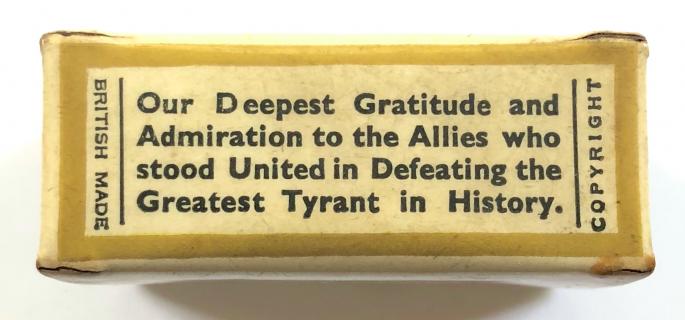 BRITISH MADE
Our Deepest Gratitude and
Admiration to the Allies who
stood United in Defeating the
Greatest Tyrant in History.
COPYRIGHT